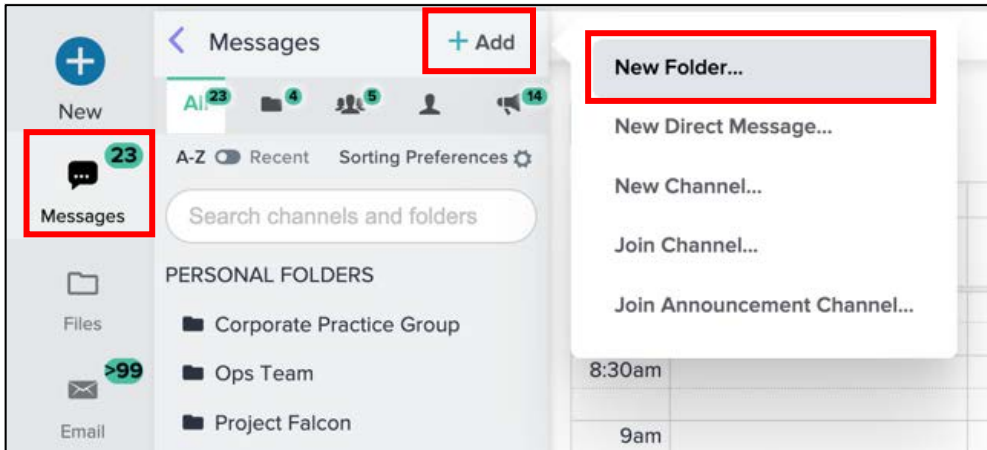 New
23
Messages
Files
>99
Email
Messages
+ Add
All 23
4
5
14
A-Z Recent Sorting Preferences
Search channels and folders
PERSONAL FOLDERS
Corporate Practice Group
Ops Team
Project Falcon
New Folder...
New Direct Message...
New Channel...
Join Channel...
Join Announcement Channel...
8:30am
9am